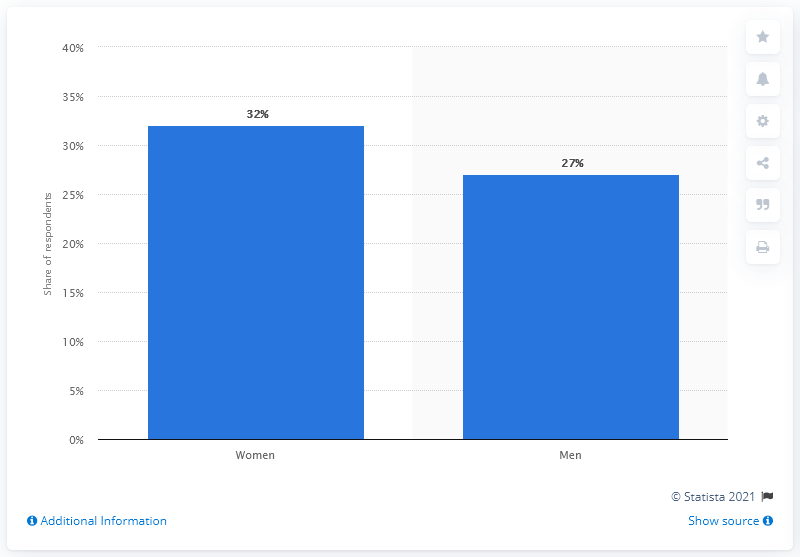 40%
35%
30%
25%
20%
15%
10%
5%
0%
Share of respondents
32%
27%
Women
Men
© Statista 2021
Additional Information
Show source